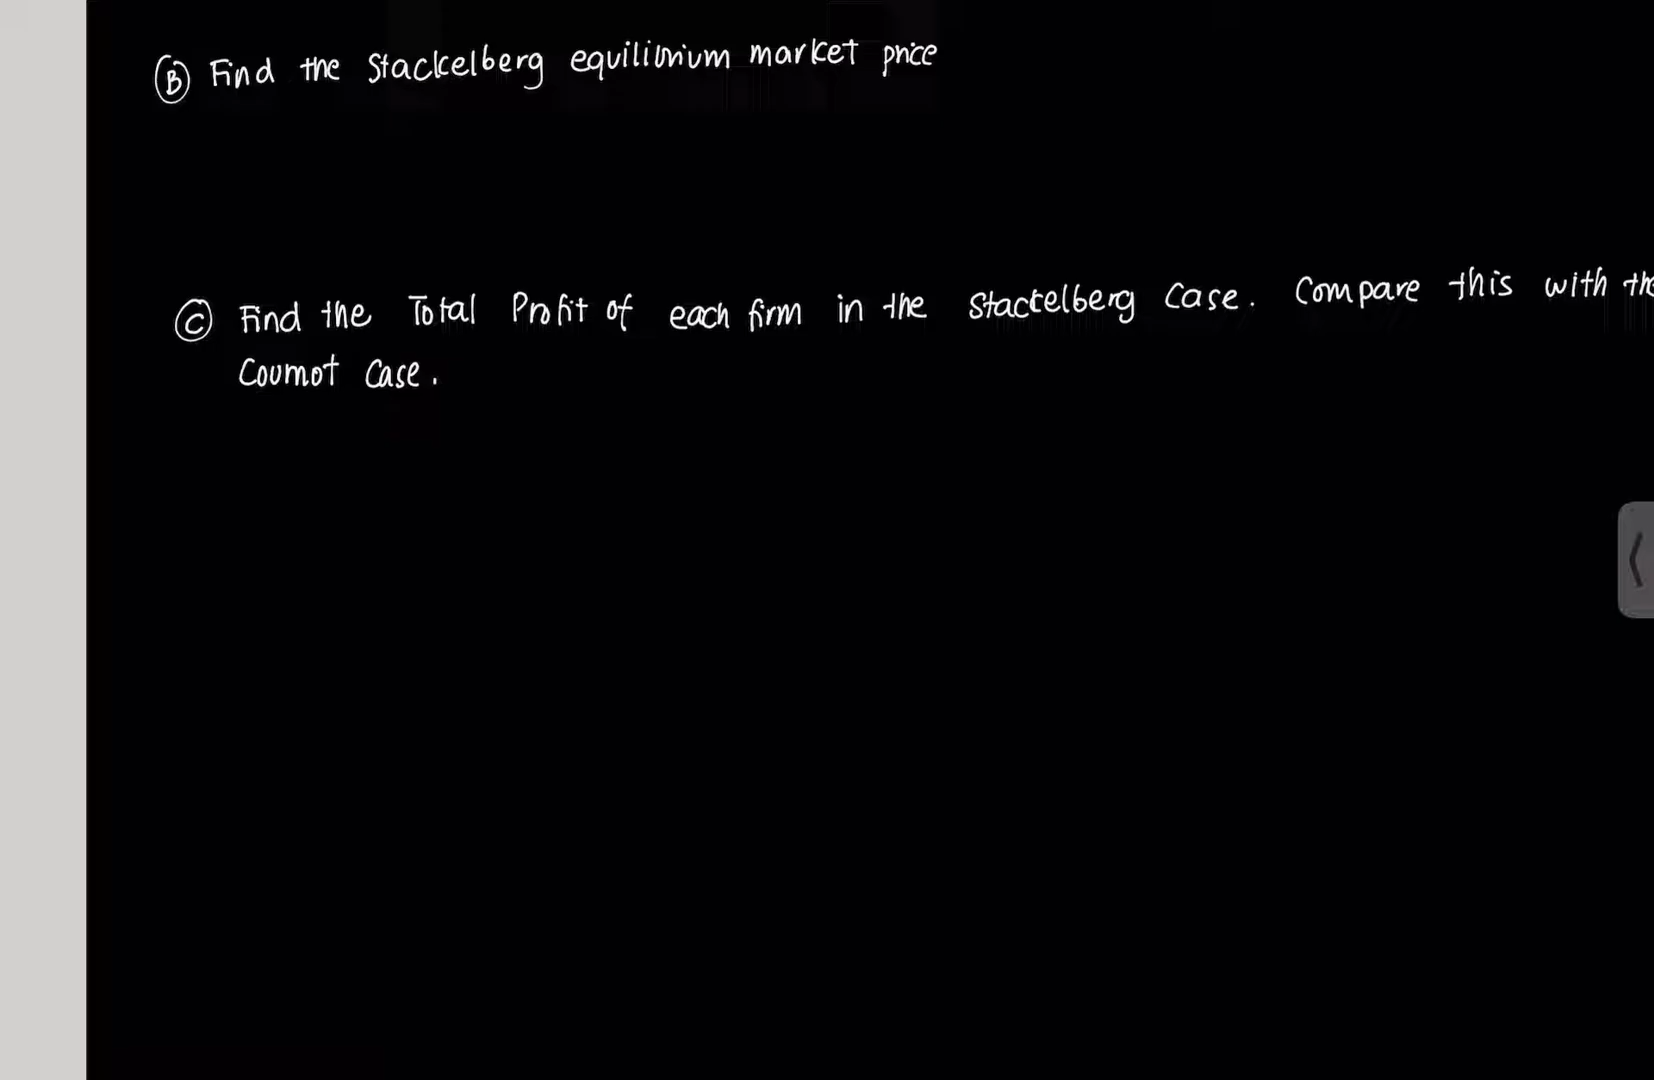 B Find the Stackelberg equilibrium market price
C Find the Total Profit of each firm in the Stackelberg Case. Compare this with the
Cournot Case.